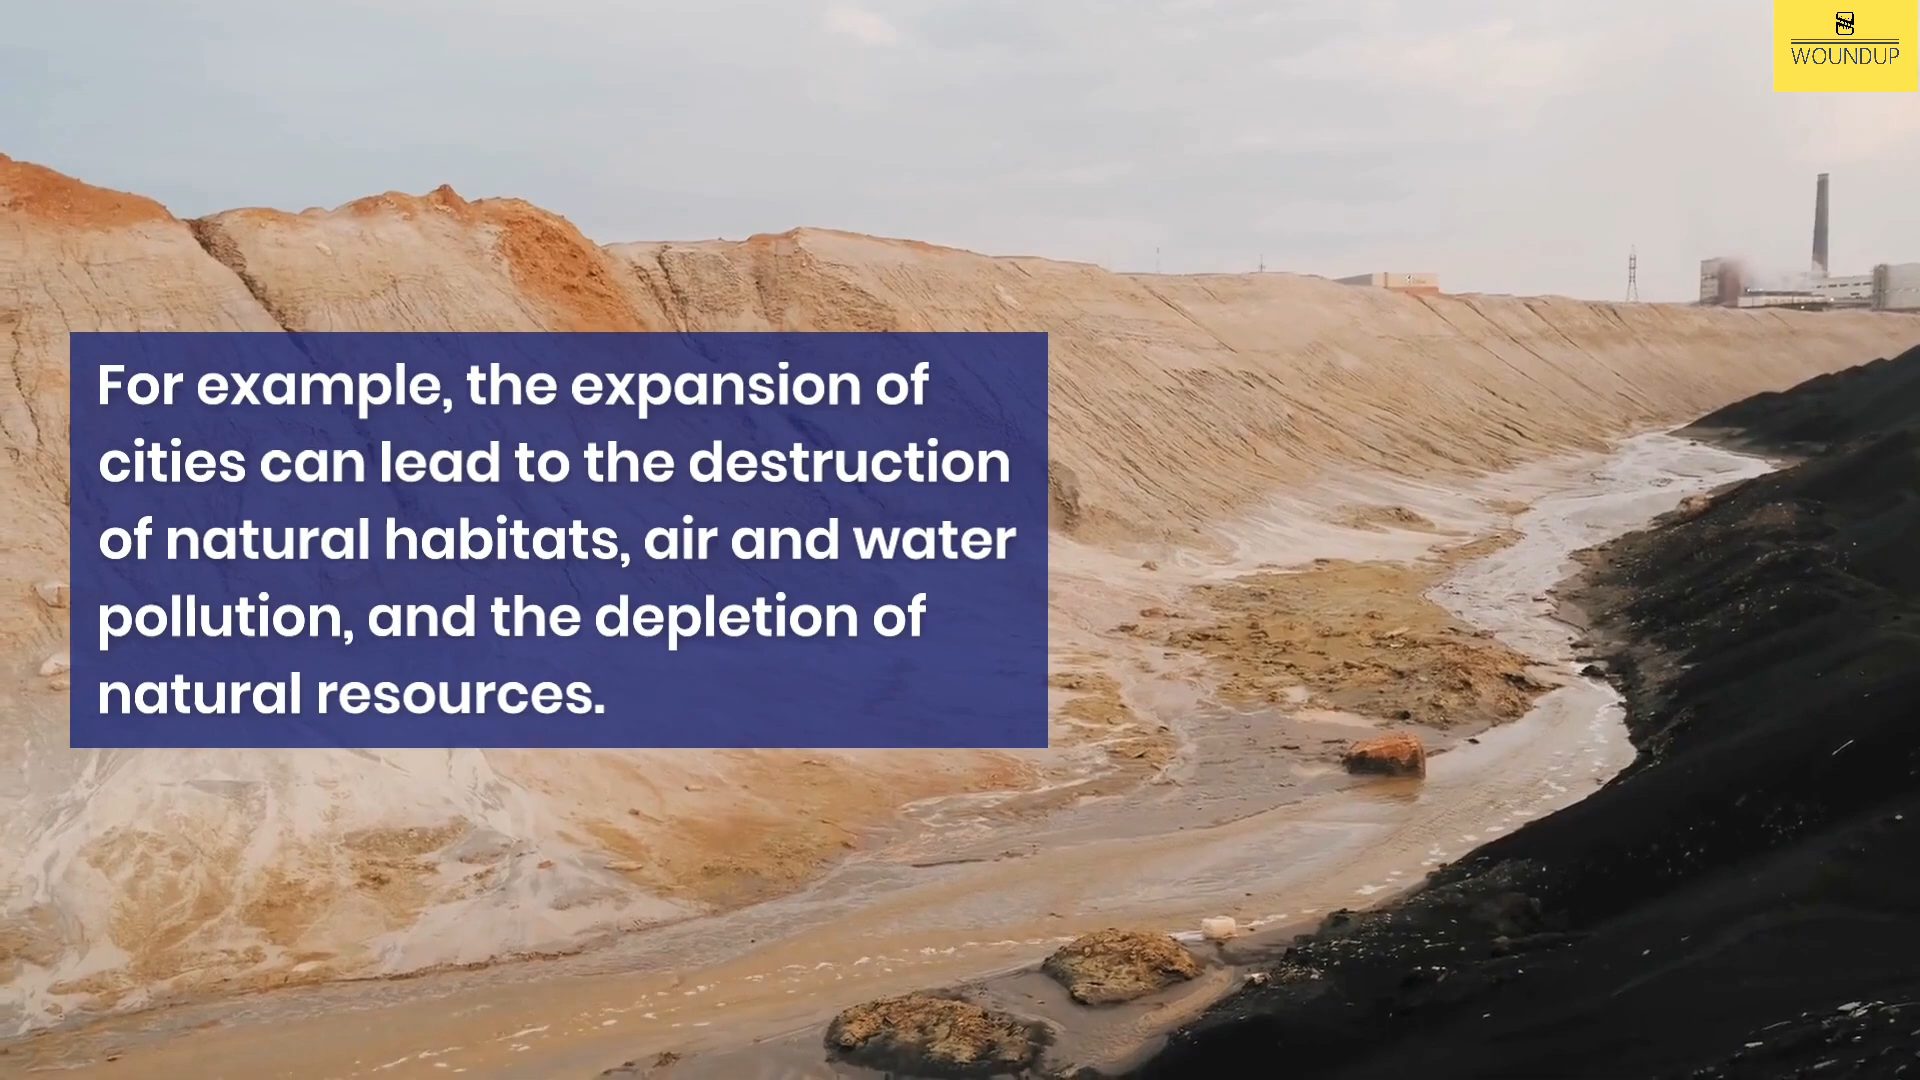 WOUNDUP
For example, the expansion of
cities can lead to the destruction
of natural habitats, air and water
pollution, and the depletion of
natural resources.